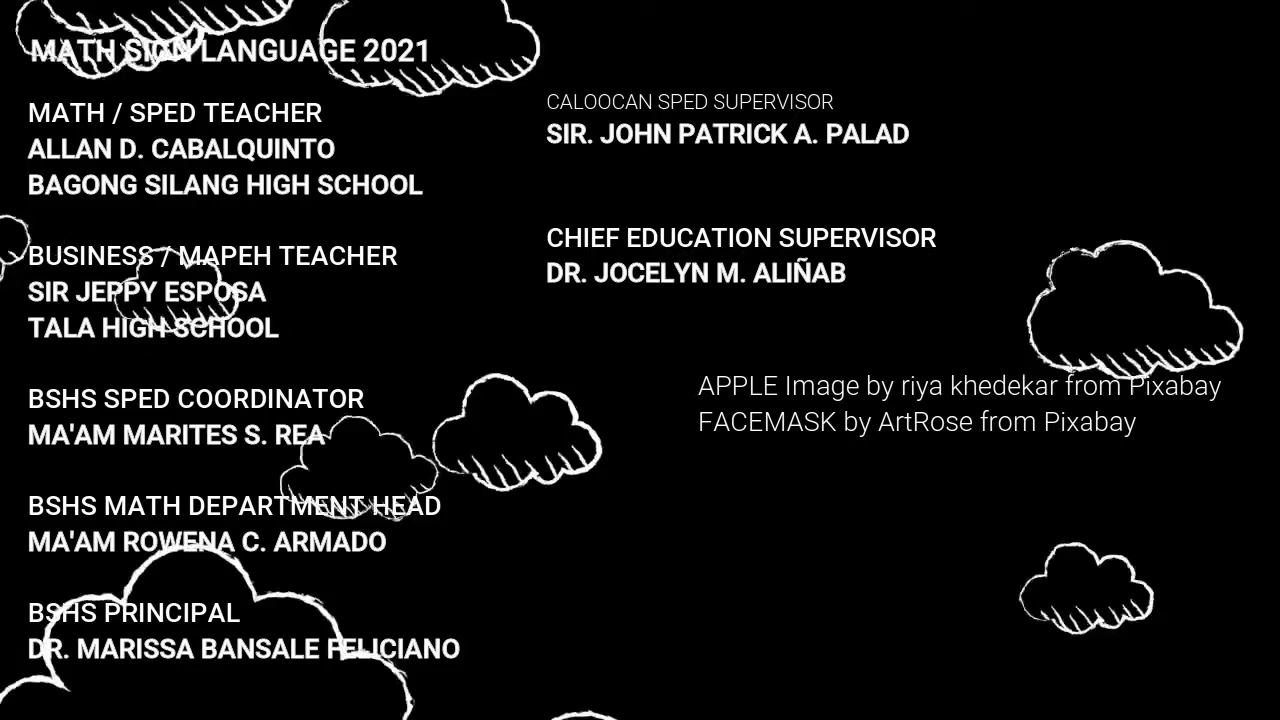 MATH SIGN LANGUAGE 2021
MATH / SPED TEACHER
ALLAN D. CABALQUINTO
BAGONG SILANG HIGH SCHOOL
BUSINESS / MAPEH TEACHER
SIR JEPPY ESPOSA
TALA HIGH SCHOOL
BSHS SPED COORDINATOR
MA'AM MARITES S. REA
BSHS MATH DEPARTMENT HEAD
MA'AM ROWENA C. ARMADO
BSHS PRINCIPAL
DR. MARISSA BANSALE FELICIANO
CALOOCAN SPED SUPERVISOR
SIR. JOHN PATRICK A. PALAD
CHIEF EDUCATION SUPERVISOR
DR. JOCELYN M. ALIÑAB
APPLE Image by riya khedekar from Pixabay
FACEMASK by ArtRose from Pixabay